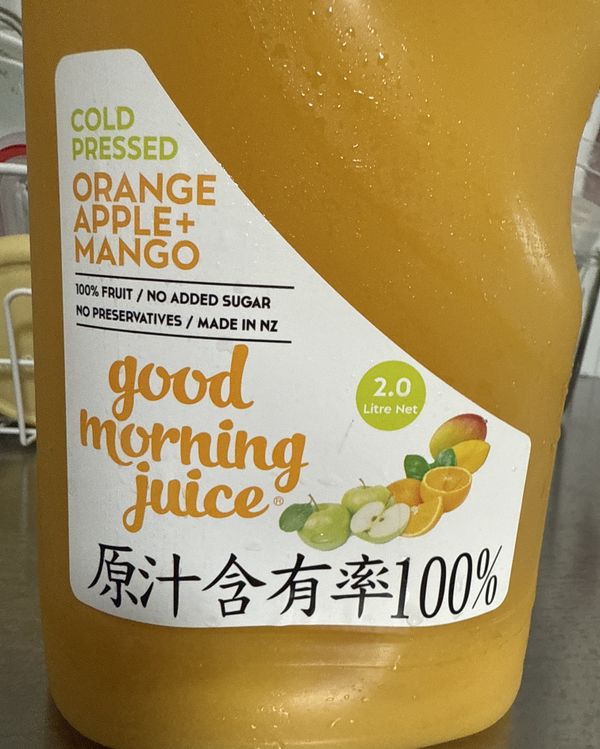 COLD
PRESSED
ORANGE
APPLE+
MANGO
100% FRUIT / NO ADDED SUGAR
NO PRESERVATIVES / MADE IN NZ
good
morning
juice®
2.0
Litre Net
原汁含有率100%